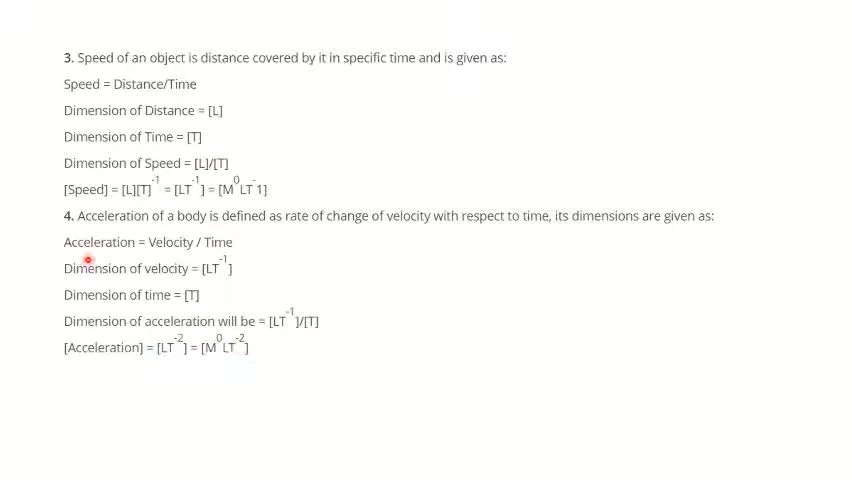 3. Speed of an object is distance covered by it in specific time and is given as:
Speed = Distance/Time
Dimension of Distance = [L]
Dimension of Time = [T]
Dimension of Speed = [L]/[T]
[Speed] = [L][T]⁻¹ = [LT⁻¹] = [M⁰LT⁻1]
4. Acceleration of a body is defined as rate of change of velocity with respect to time, its dimensions are given as:
Acceleration = Velocity / Time
Dimension of velocity = [LT⁻¹]
Dimension of time = [T]
Dimension of acceleration will be = [LT⁻¹]/[T]
[Acceleration] = [LT⁻²] = [M⁰LT⁻²]